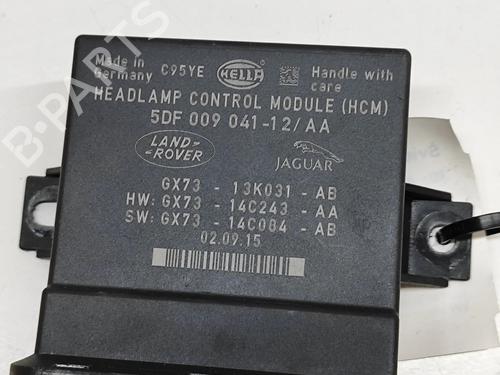 Made in Germany C95YE HELLA Handle with care
HEADLAMP CONTROL MODULE (HCM)
5DF 009 041-12/AA
LAND-ROVER JAGUAR
GX73 - 13K031 - AB
HW: GX73 - 14C243 - AA
SW: GX73 - 14C084 - AB
02.09.15
B-PARTS